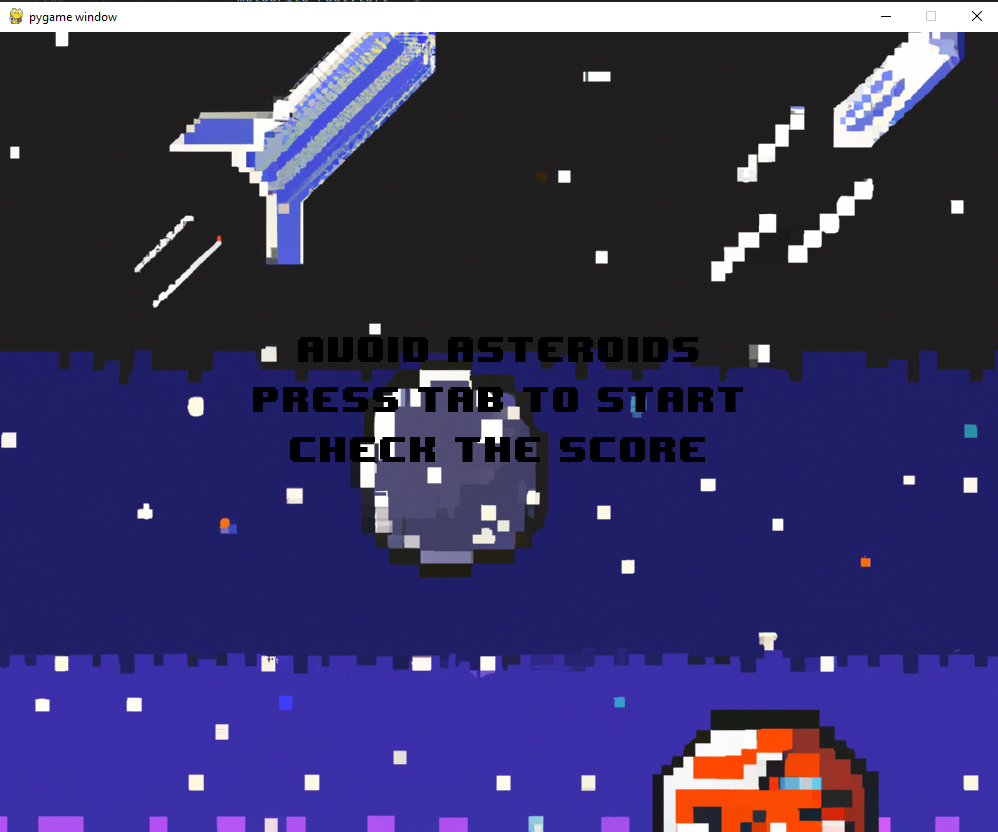 pygame window
AVOID ASTEROIDS
PRESS TAB TO START
CHECK THE SCORE